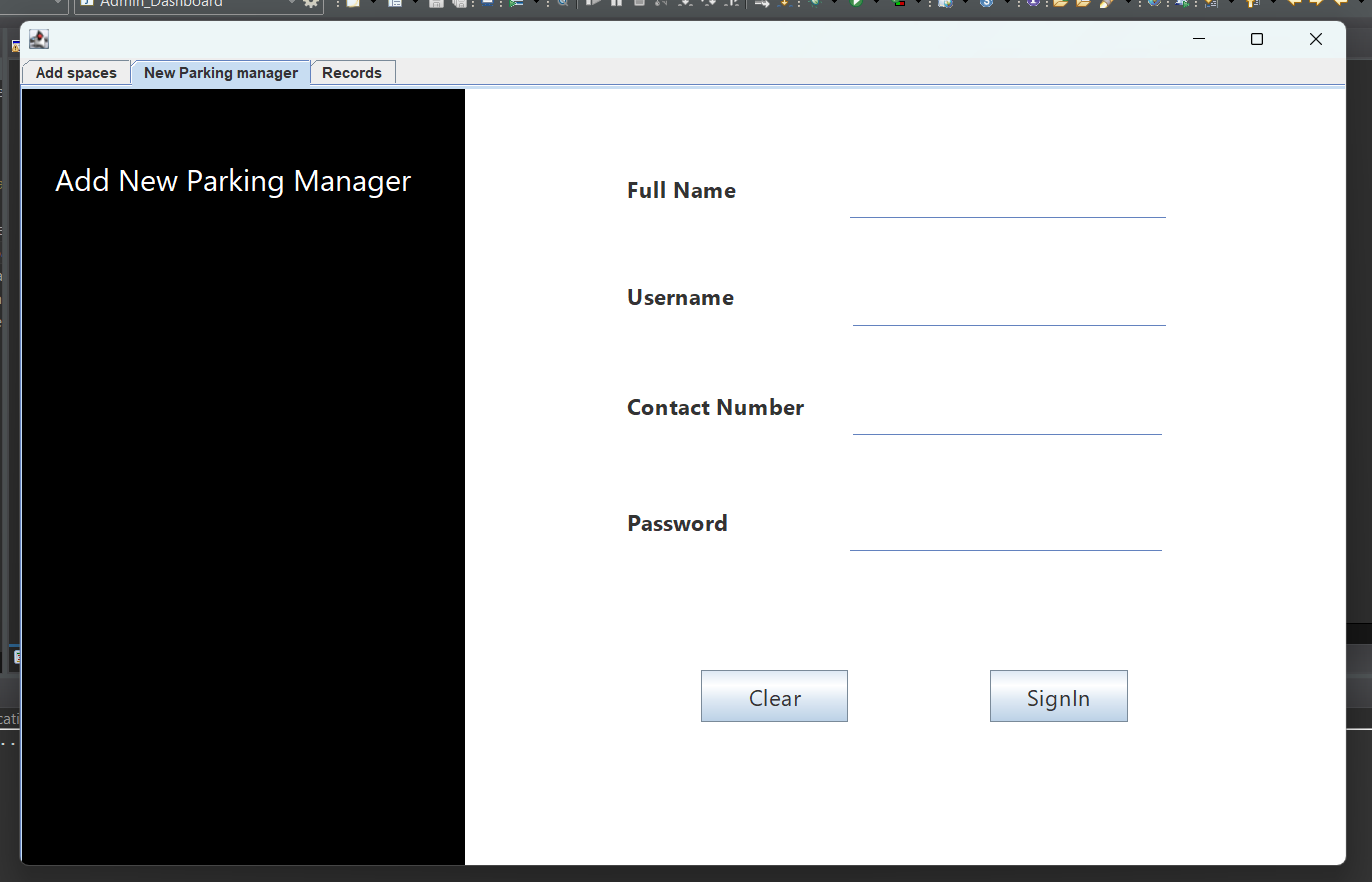 Admin_Dashboard
Add spaces
New Parking manager
Records
Add New Parking Manager
Full Name
Username
Contact Number
Password
Clear
SignIn